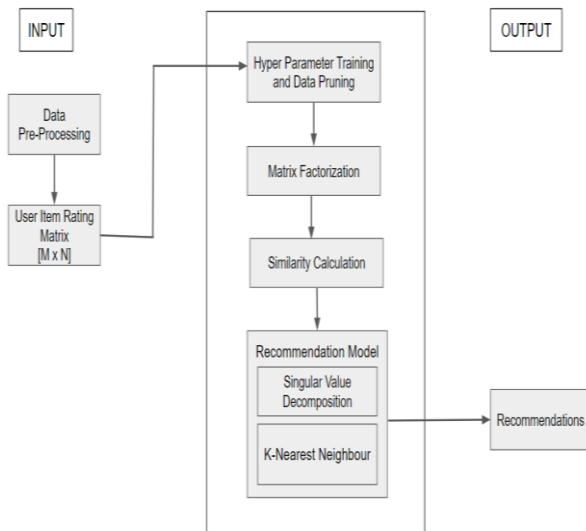 INPUT
OUTPUT
Data
Pre-Processing
User Item Rating
Matrix
[M x N]
Hyper Parameter Training
and Data Pruning
Matrix Factorization
Similarity Calculation
Recommendation Model
Singular Value
Decomposition
K-Nearest Neighbour
Recommendations